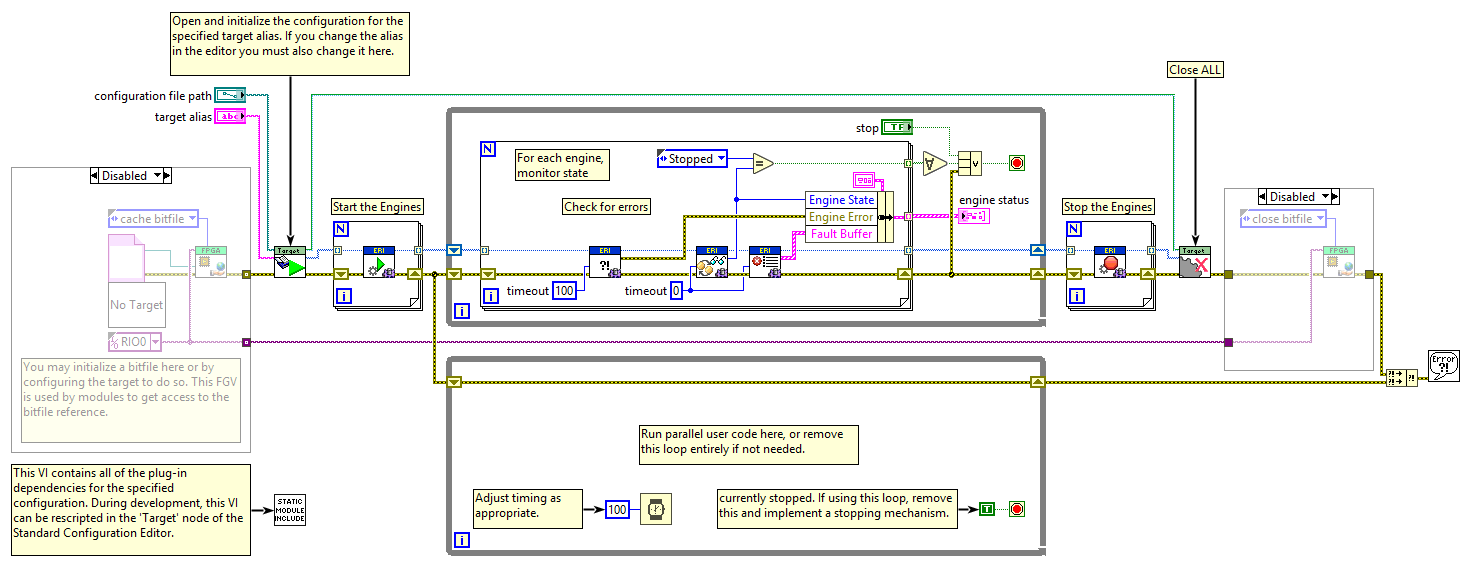 Open and initialize the configuration for the
specified target alias. If you change the alias
in the editor you must also change it here.
Close ALL
configuration file path
target alias
abc
stop
TF
N
For each engine,
monitor state
Stopped
=
Disabled
Disabled
engine status
Engine State
Engine Error
Fault Buffer
cache bitfile
Start the Engines
Check for errors
Stop the Engines
close bitfile
N
N
FPGA
Target
ERI
ERI
?!
ERI
ERI
ERI
Target
FPGA
No Target
i
timeout
100
timeout
0
i
i
i
RIO0
You may initialize a bitfile here or by
configuring the target to do so. This FGV
is used by modules to get access to the
bitfile reference.
Error
?!
Run parallel user code here, or remove
this loop entirely if not needed.
This VI contains all of the plug-in
dependencies for the specified
configuration. During development, this VI
can be rescripted in the 'Target' node of the
Standard Configuration Editor.
STATIC
MODULE
INCLUDE
Adjust timing as
appropriate.
100
currently stopped. If using this loop, remove
this and implement a stopping mechanism.
T
i